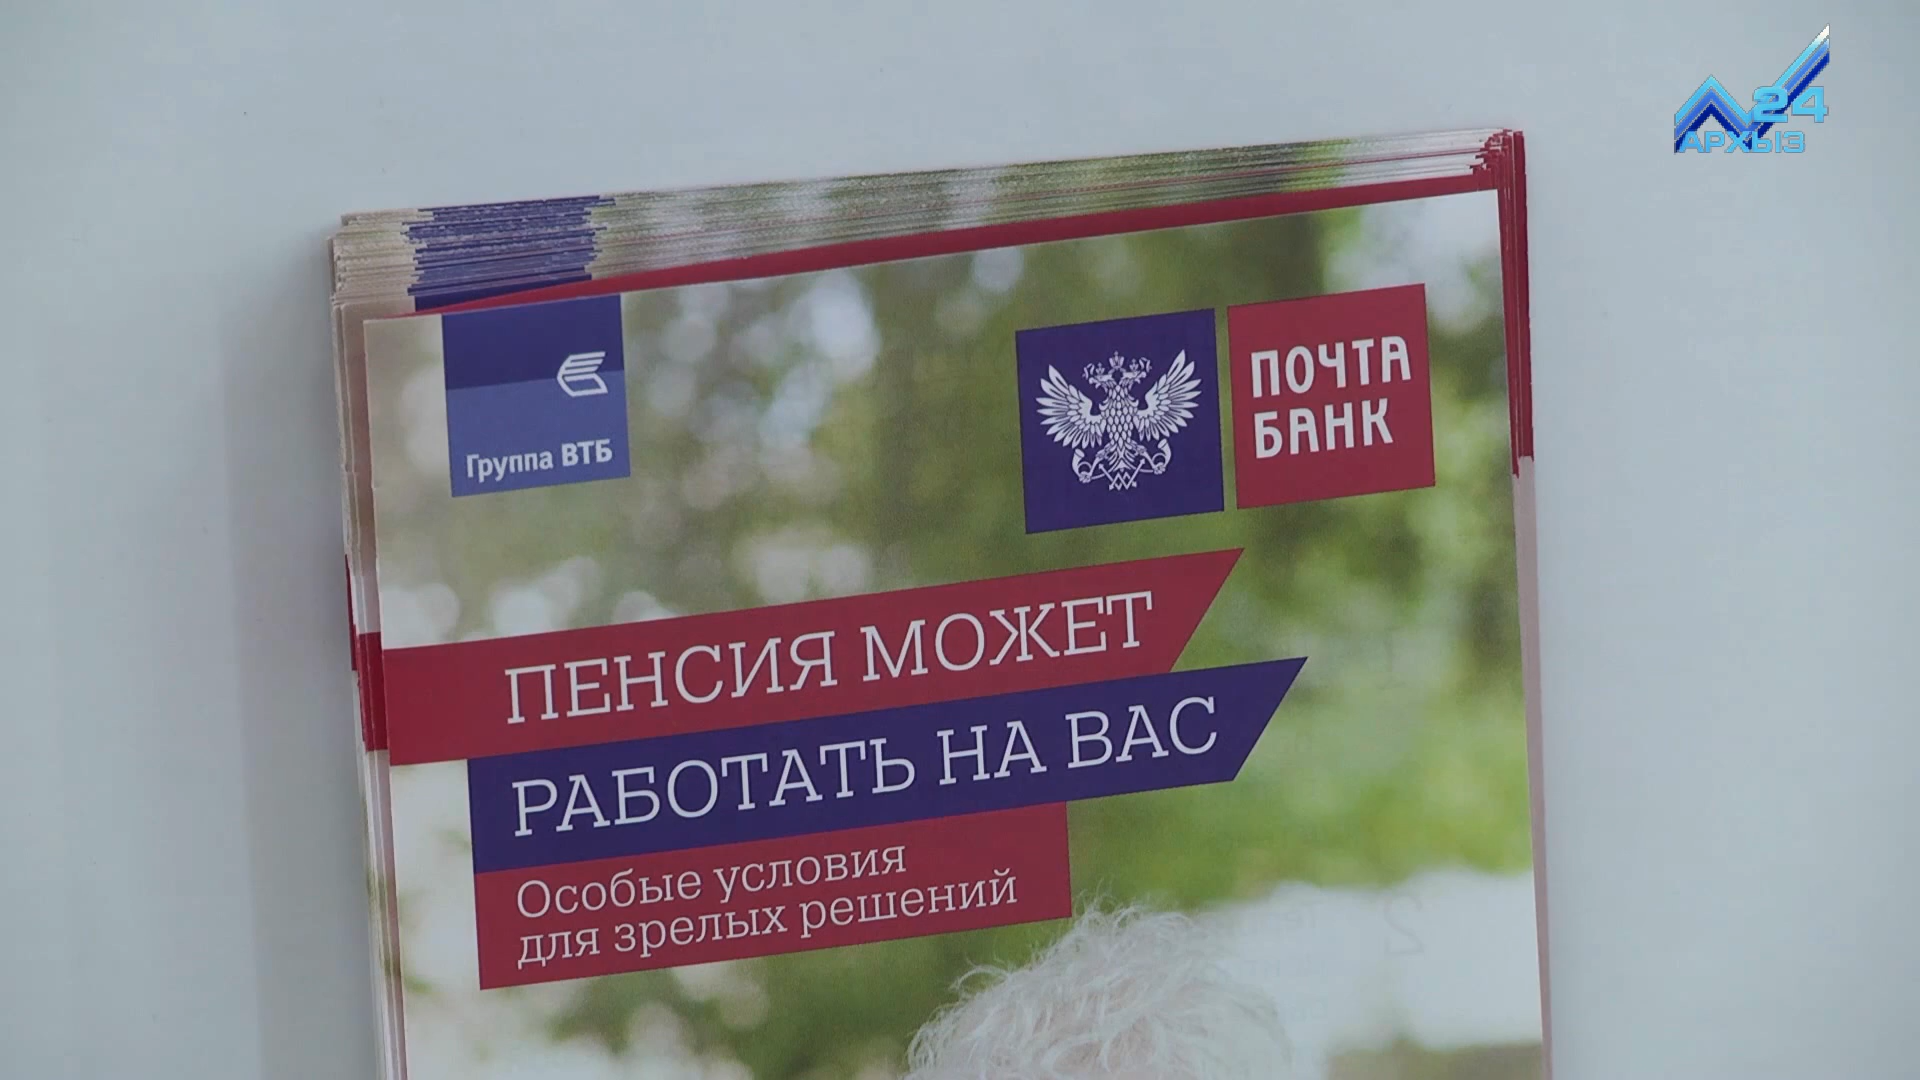 24
АРХЫЗ
Группа ВТБ
ПОЧТА
БАНК
ПЕНСИЯ МОЖЕТ
РАБОТАТЬ НА ВАС
Особые условия
для зрелых решений